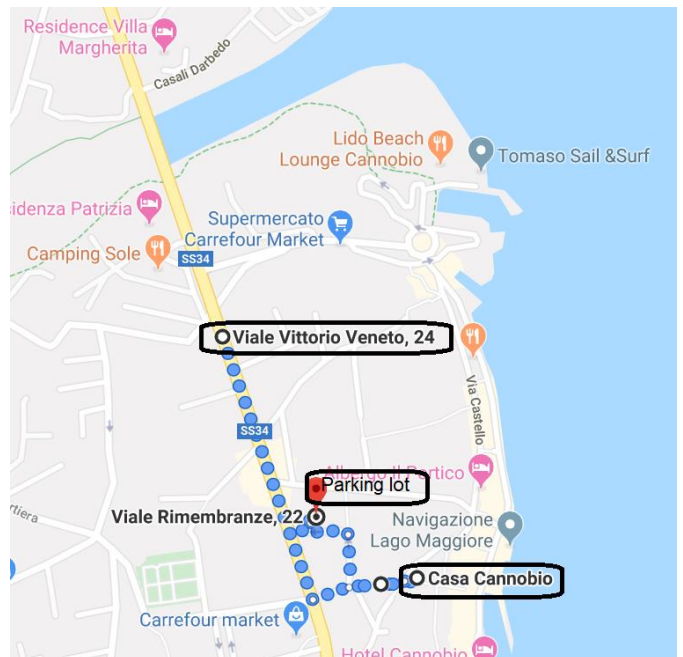 Residence Villa
Margherita
Casali Darbedo
Lido Beach
Lounge Cannobio
Tomaso Sail &Surf
sidenza Patrizia
Supermercato
Carrefour Market
Camping Sole
SS34
Viale Vittorio Veneto, 24
Via Castello
SS34
Albergo Il Portico
Parking lot
Viale Rimembranze, 22
Navigazione
Lago Maggiore
rtiera
Casa Cannobio
Carrefour market
Hotel Cannobio